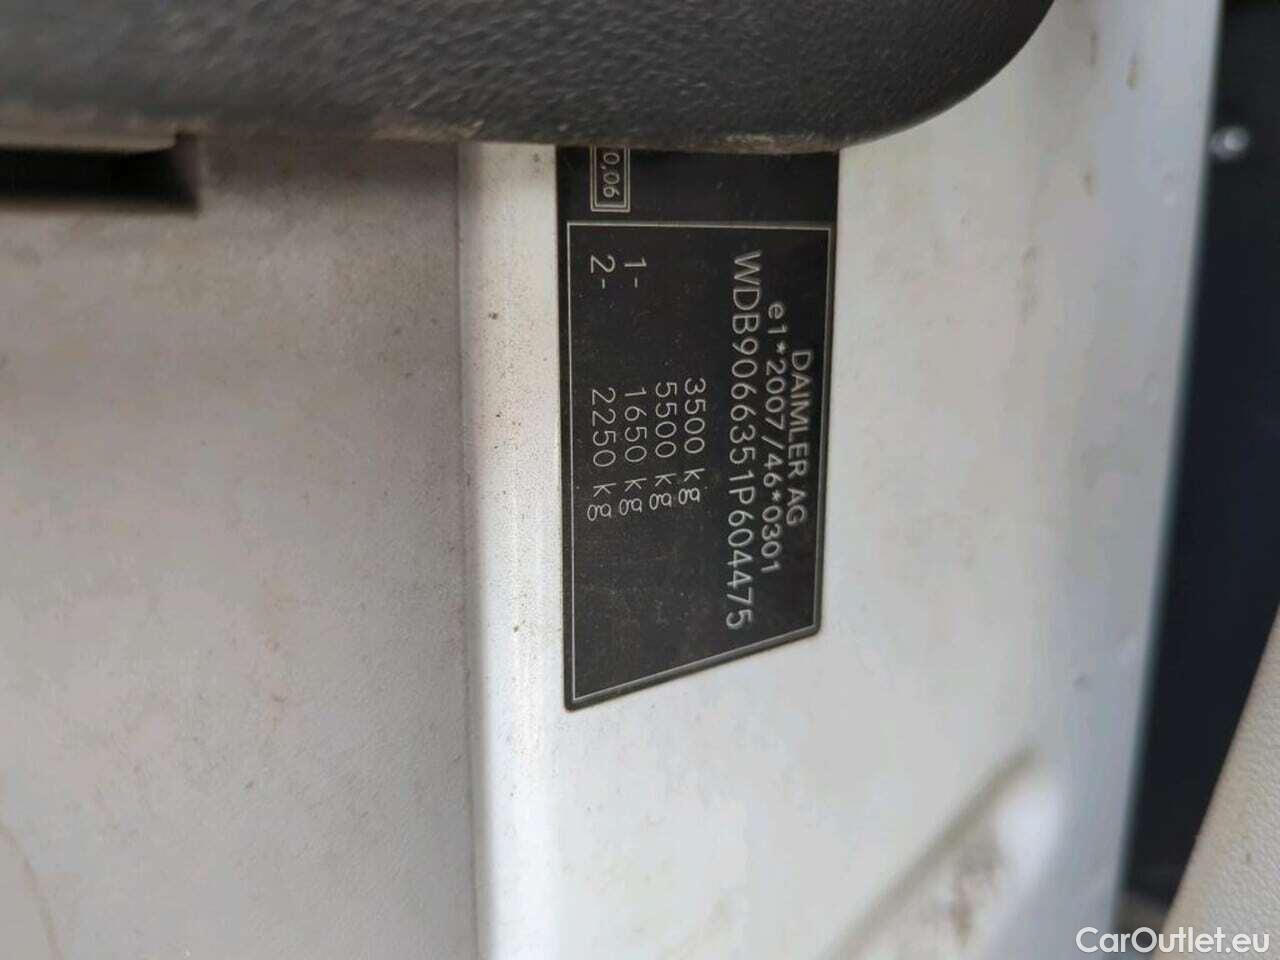 0,06
DAIMLER AG
e1*2007/46*0301
WDB9066351P604475
3500 kg
5500 kg
1- 1650 kg
2- 2250 kg
CarOutlet.eu